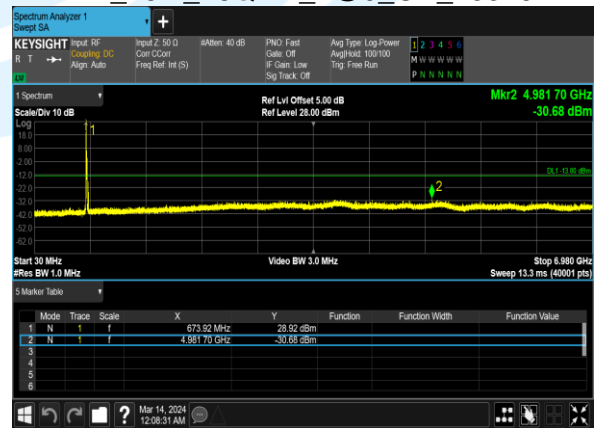 Spectrum Analyzer 1
Swept SA
+
KEYSIGHT Input: RF Input Z: 50 Ω #Atten: 40 dB PNO: Fast Avg Type: Log-Power 1 2 3 4 5 6
R T Coupling: DC Corr CCorr Gate: Off Avg|Hold: 100/100 M W W W W W
Align: Auto Freq Ref: Int (S) IF Gain: Low Trig: Free Run
LW Sig Track: Off P N N N N N
1 Spectrum Ref Lvl Offset 5.00 dB Mkr2 4.981 70 GHz
Scale/Div 10 dB Ref Level 28.00 dBm -30.68 dBm
Log
1
18.0
8.00
-2.00
DL1 -13.00 dBm
-12.0
2
-22.0
-32.0
-42.0
-52.0
-62.0
Start 30 MHz Video BW 3.0 MHz Stop 6.980 GHz
#Res BW 1.0 MHz Sweep 13.3 ms (40001 pts)
5 Marker Table
Mode Trace Scale X Y Function Function Width Function Value
1 N 1 f 673.92 MHz 28.92 dBm
2 N 1 f 4.981 70 GHz -30.68 dBm
3
4
5
6
? Mar 14, 2024
12:08:31 AM